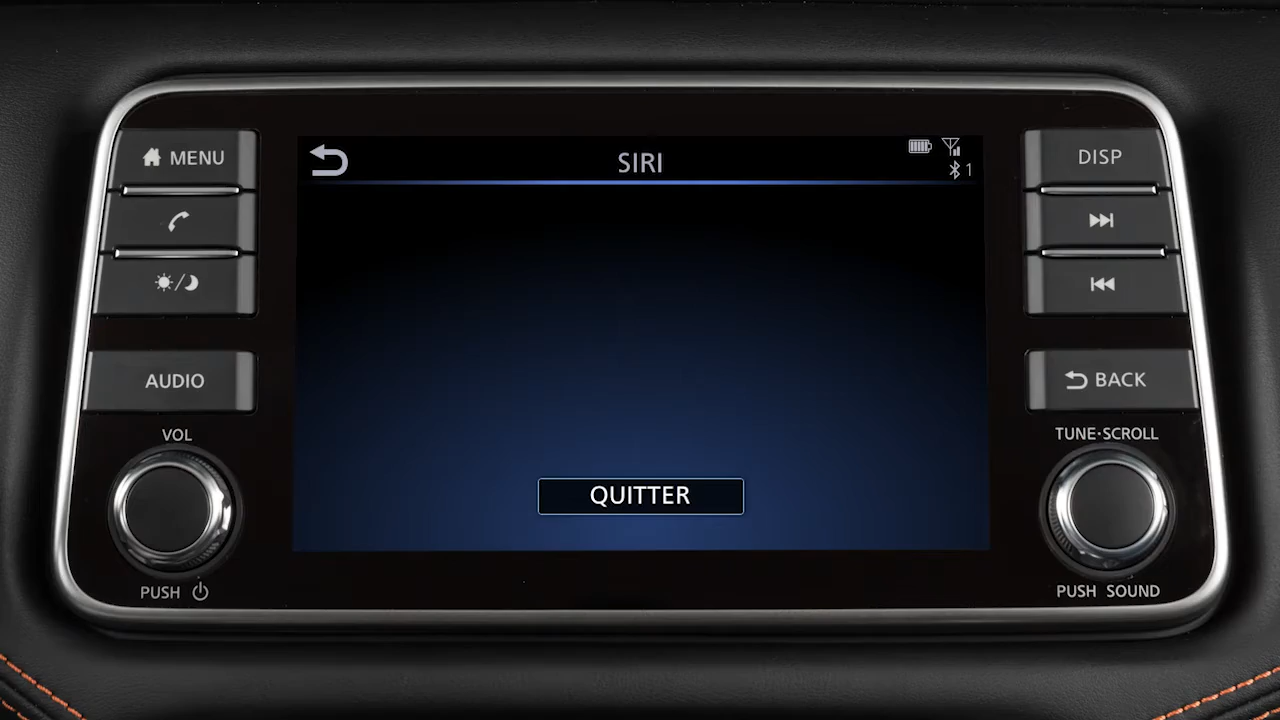 MENU
SIRI
1
DISP
AUDIO
BACK
VOL
TUNE·SCROLL
QUITTER
PUSH
PUSH SOUND